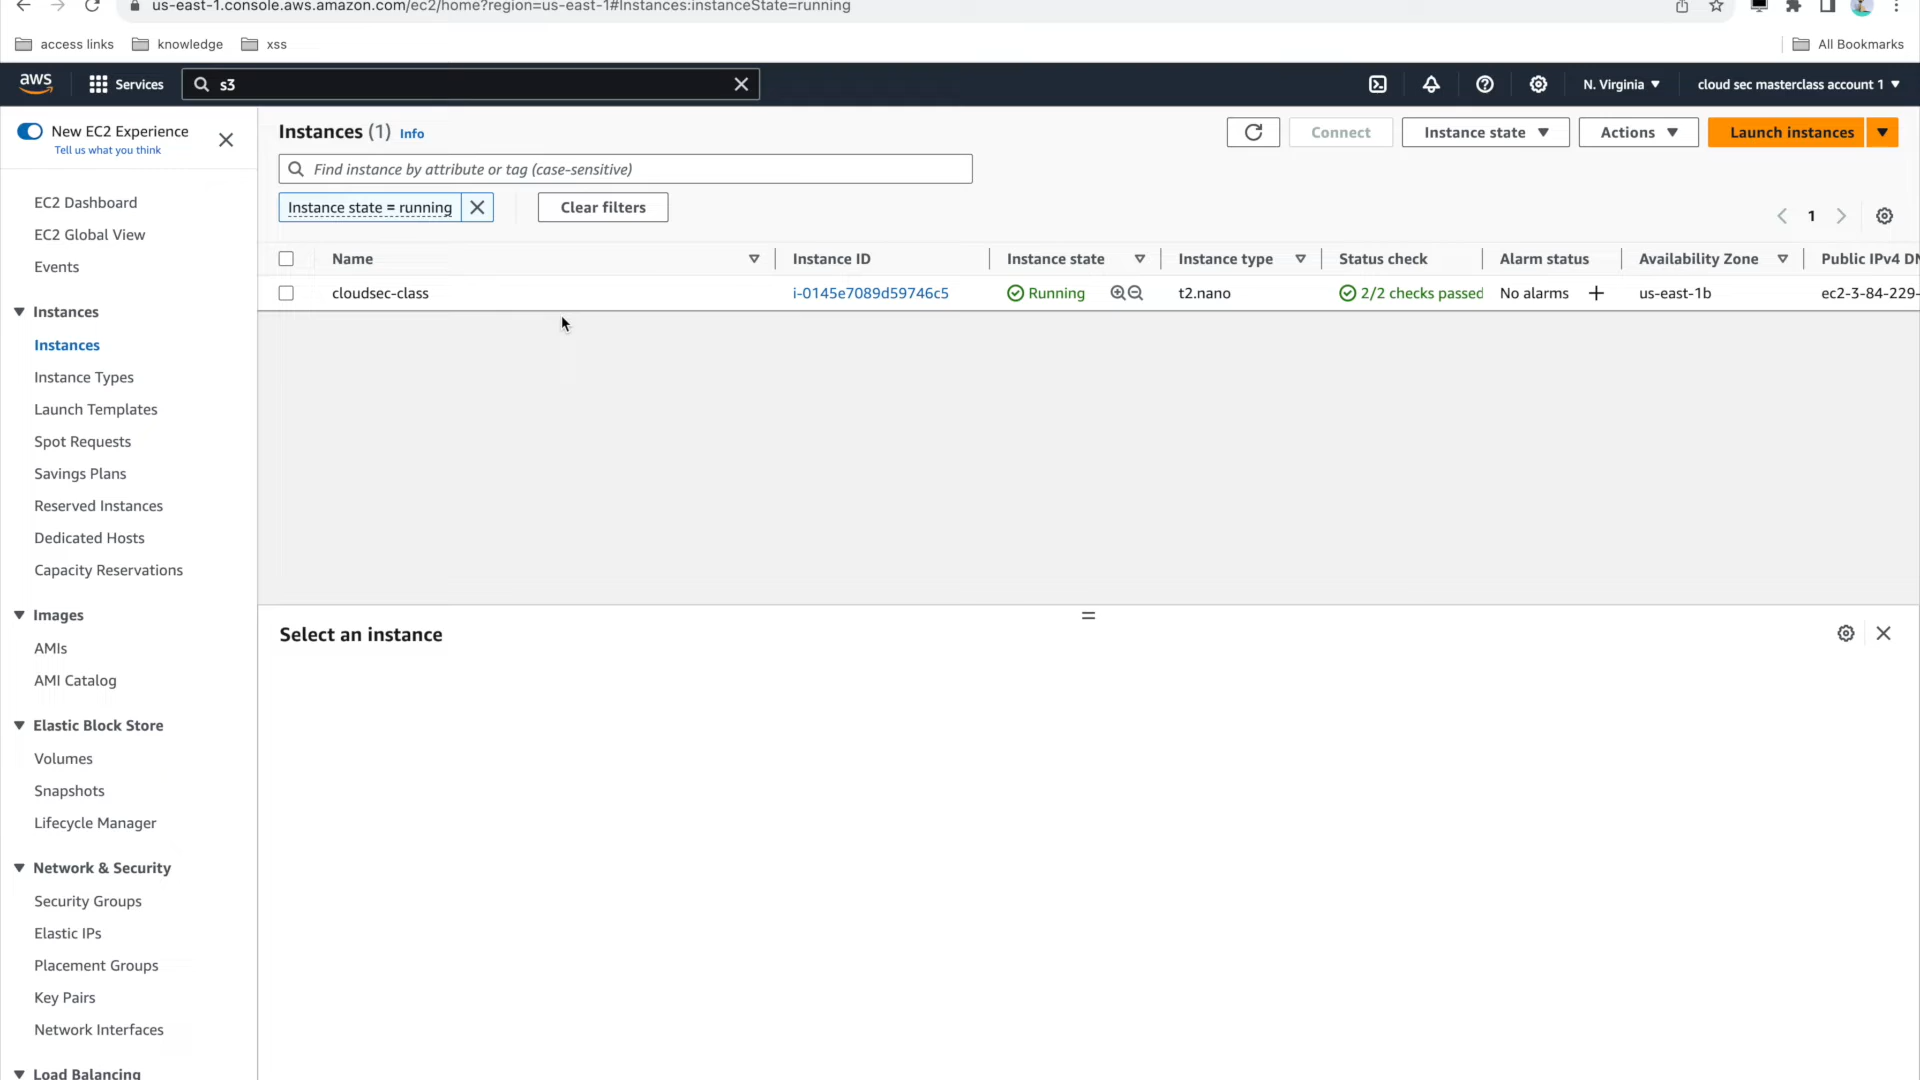 us-east-1.console.aws.amazon.com/ec2/home?region=us-east-1#Instances:instanceState=running
access links
knowledge
xss
All Bookmarks
aws
Services
s3
N. Virginia
cloud sec masterclass account 1
New EC2 Experience
Tell us what you think
EC2 Dashboard
EC2 Global View
Events
Instances
Instances
Instance Types
Launch Templates
Spot Requests
Savings Plans
Reserved Instances
Dedicated Hosts
Capacity Reservations
Images
AMIs
AMI Catalog
Elastic Block Store
Volumes
Snapshots
Lifecycle Manager
Network & Security
Security Groups
Elastic IPs
Placement Groups
Key Pairs
Network Interfaces
Load Balancing
Instances (1) Info
Connect
Instance state
Actions
Launch instances
Find instance by attribute or tag (case-sensitive)
Instance state = running
Clear filters
1
Name Instance ID Instance state Instance type Status check Alarm status Availability Zone Public IPv4 DN
cloudsec-class i-0145e7089d59746c5 Running t2.nano 2/2 checks passed No alarms + us-east-1b ec2-3-84-229-
Select an instance